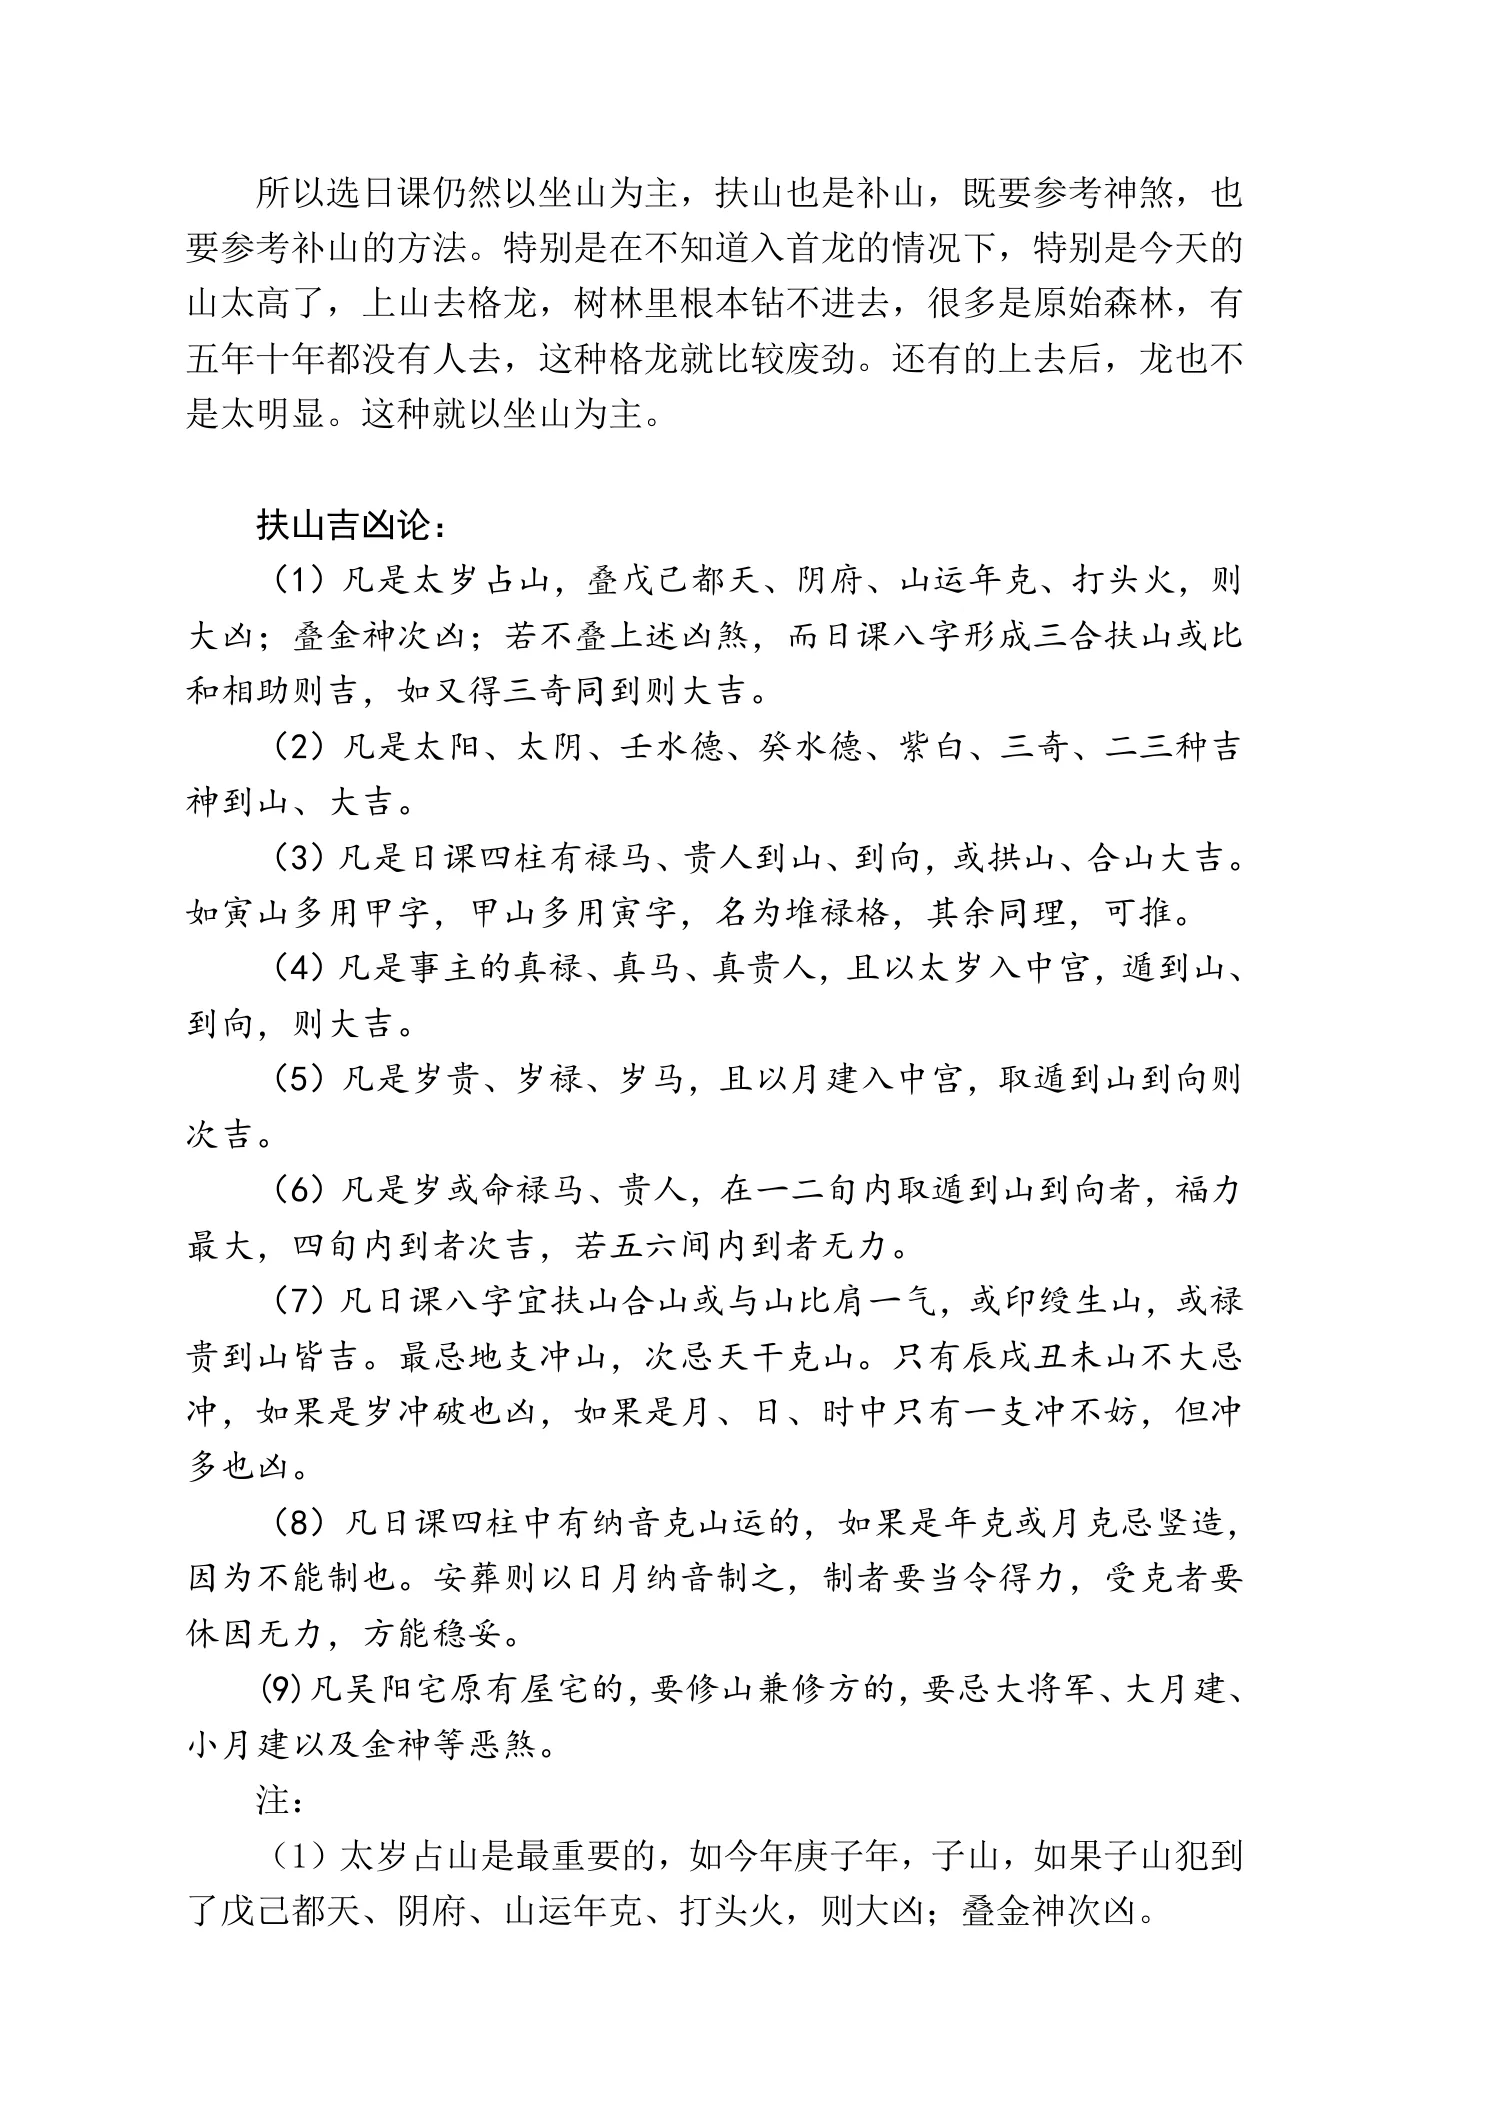 所以选日课仍然以坐山为主，扶山也是补山，既要参考神煞，也
要参考补山的方法。特别是在不知道入首龙的情况下，特别是今天的
山太高了，上山去格龙，树林里根本钻不进去，很多是原始森林，有
五年十年都没有人去，这种格龙就比较废劲。还有的上去后，龙也不
是太明显。这种就以坐山为主。
扶山吉凶论：
（1）凡是太岁占山，叠戊己都天、阴府、山运年克、打头火，则
大凶；叠金神次凶；若不叠上述凶煞，而日课八字形成三合扶山或比
和相助则吉，如又得三奇同到则大吉。
（2）凡是太阳、太阴、壬水德、癸水德、紫白、三奇、二三种吉
神到山、大吉。
（3）凡是日课四柱有禄马、贵人到山、到向，或拱山、合山大吉。
如寅山多用甲字，甲山多用寅字，名为堆禄格，其余同理，可推。
（4）凡是事主的真禄、真马、真贵人，且以太岁入中宫，遁到山、
到向，则大吉。
（5）凡是岁贵、岁禄、岁马，且以月建入中宫，取遁到山到向则
次吉。
（6）凡是岁或命禄马、贵人，在一二旬内取遁到山到向者，福力
最大，四旬内到者次吉，若五六间内到者无力。
（7）凡日课八字宜扶山合山或与山比肩一气，或印绶生山，或禄
贵到山皆吉。最忌地支冲山，次忌天干克山。只有辰戌丑未山不大忌
冲，如果是岁冲破也凶，如果是月、日、时中只有一支冲不妨，但冲
多也凶。
（8）凡日课四柱中有纳音克山运的，如果是年克或月克忌竖造，
因为不能制也。安葬则以日月纳音制之，制者要当令得力，受克者要
休因无力，方能稳妥。
(9)凡吴阳宅原有屋宅的，要修山兼修方的，要忌大将军、大月建、
小月建以及金神等恶煞。
注：
（1）太岁占山是最重要的，如今年庚子年，子山，如果子山犯到
了戊己都天、阴府、山运年克、打头火，则大凶；叠金神次凶。